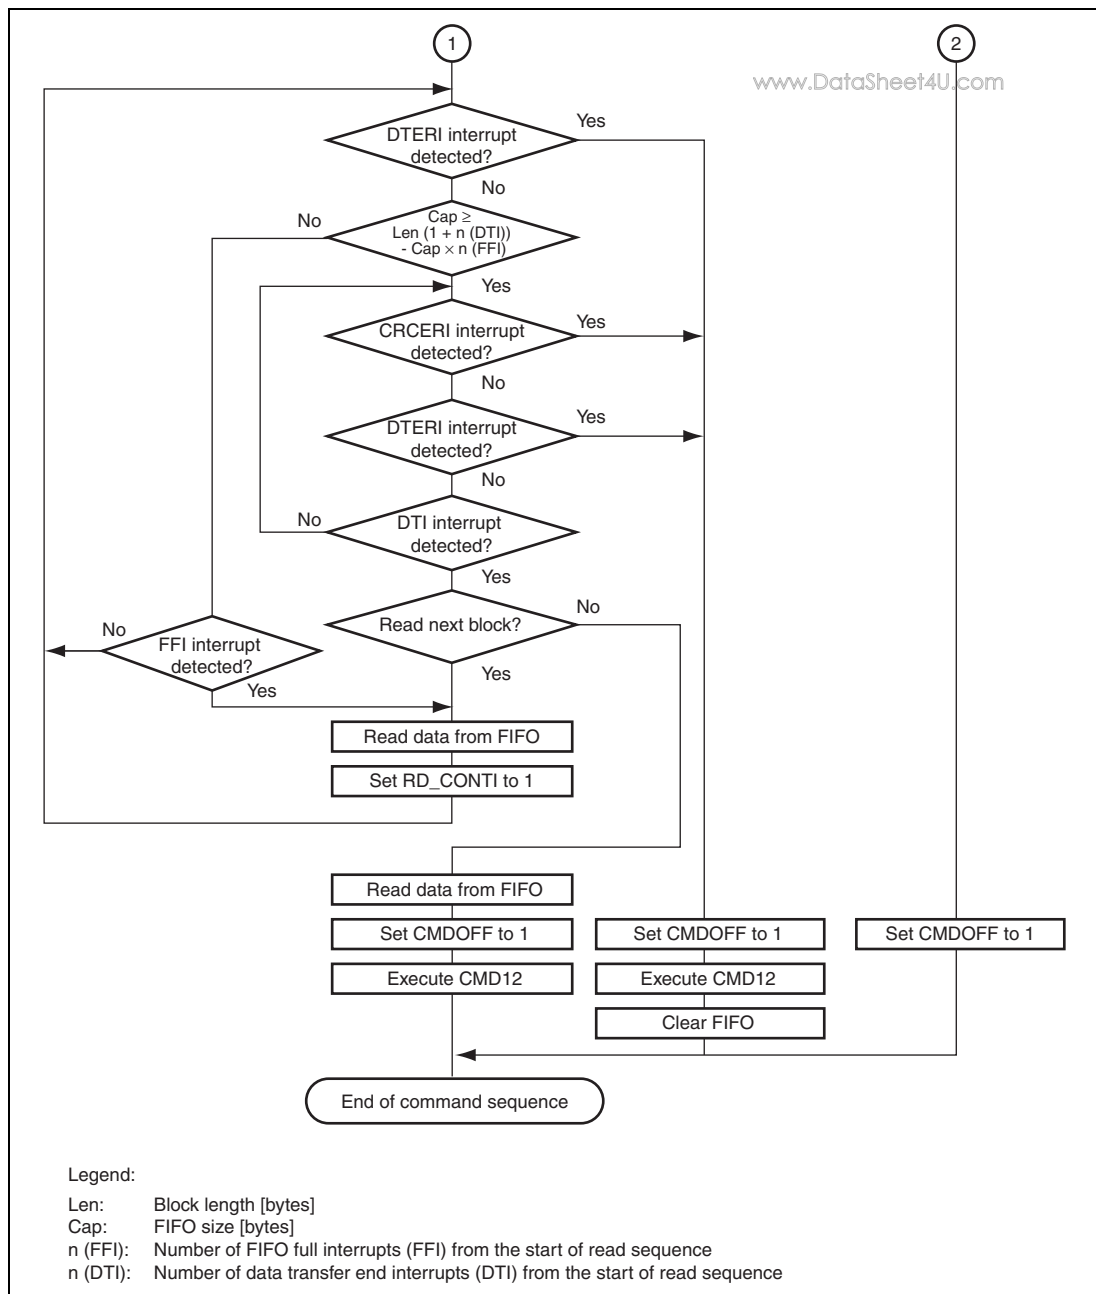 1
2
www.DataSheet4U.com
DTERI interrupt
detected?
Yes
No
No
Cap ≥
Len (1 + n (DTI))
- Cap × n (FFI)
Yes
CRCERI interrupt
detected?
Yes
No
DTERI interrupt
detected?
Yes
No
No
DTI interrupt
detected?
Yes
Read next block?
No
No
FFI interrupt
detected?
Yes
Yes
Read data from FIFO
Set RD_CONTI to 1
Read data from FIFO
Set CMDOFF to 1
Set CMDOFF to 1
Set CMDOFF to 1
Execute CMD12
Execute CMD12
Clear FIFO
End of command sequence
Legend:
Len: Block length [bytes]
Cap: FIFO size [bytes]
n (FFI): Number of FIFO full interrupts (FFI) from the start of read sequence
n (DTI): Number of data transfer end interrupts (DTI) from the start of read sequence